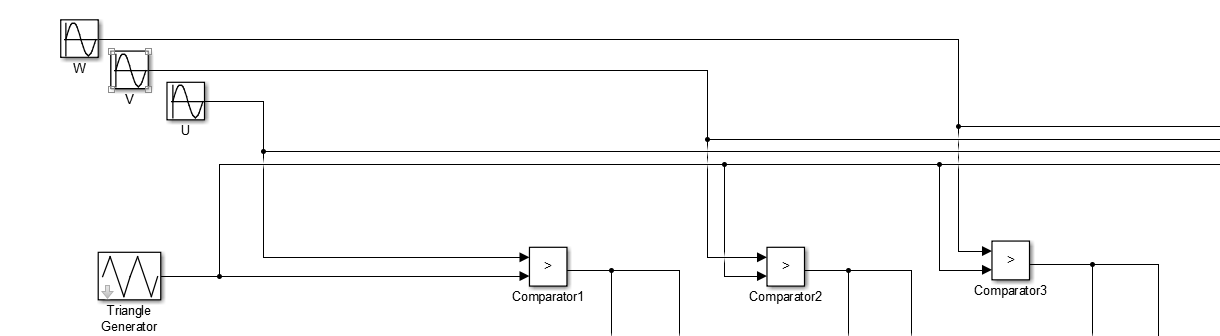 W
V
U
>
Comparator1
>
Comparator2
>
Comparator3
Triangle
Generator